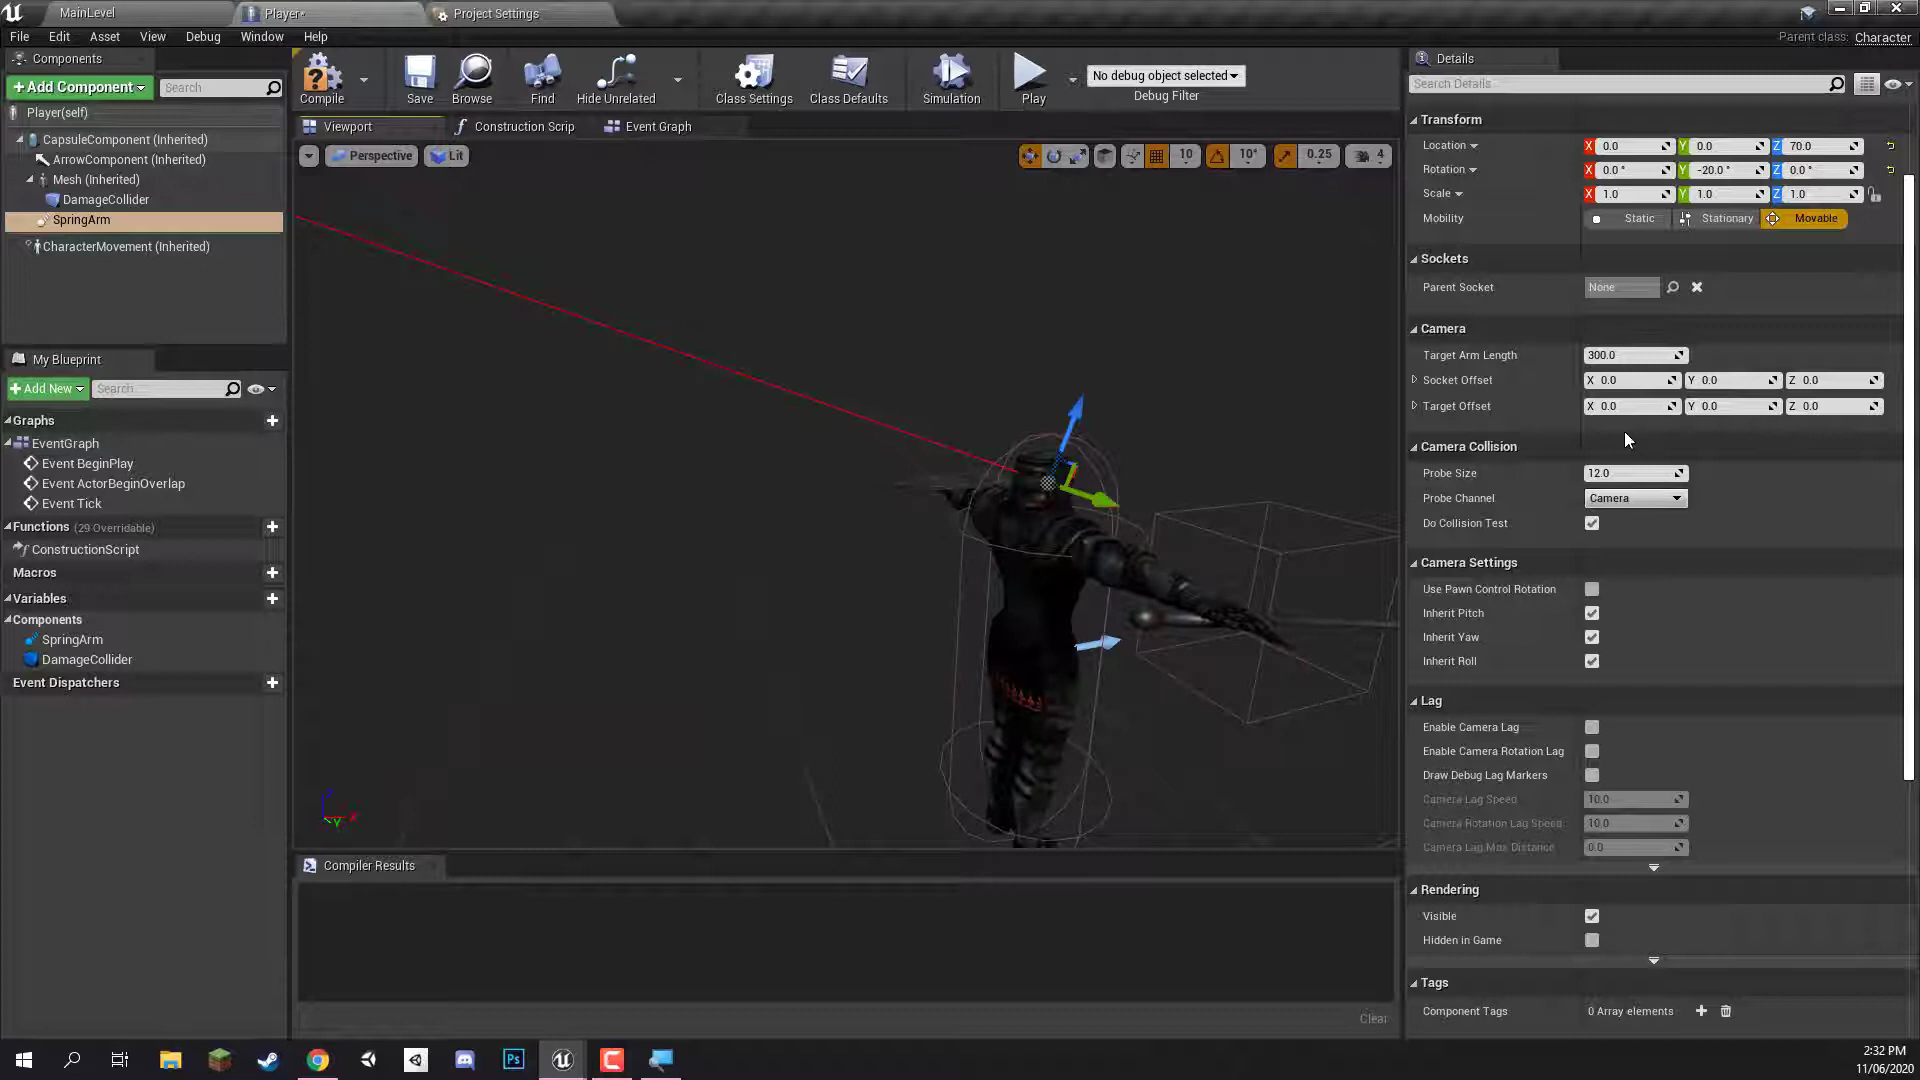 MainLevel
Player*
Project Settings
File Edit Asset View Debug Window Help
Parent class: Character
Components
+Add Component
Search
Player(self)
CapsuleComponent (Inherited)
ArrowComponent (Inherited)
Mesh (Inherited)
DamageCollider
SpringArm
CharacterMovement (Inherited)
My Blueprint
+Add New
Search
Graphs
EventGraph
Event BeginPlay
Event ActorBeginOverlap
Event Tick
Functions (29 Overridable)
ConstructionScript
Macros
Variables
Components
SpringArm
DamageCollider
Event Dispatchers
Compile
Save
Browse
Find
Hide Unrelated
Class Settings
Class Defaults
Simulation
Play
No debug object selected
Debug Filter
Viewport
Construction Scrip
Event Graph
Perspective
Lit
10
10°
0.25
4
Compiler Results
Clear
Details
Search Details
Transform
Location X 0.0 Y 0.0 Z 70.0
Rotation X 0.0 ° Y -20.0 ° Z 0.0 °
Scale X 1.0 Y 1.0 Z 1.0
Mobility Static Stationary Movable
Sockets
Parent Socket None
Camera
Target Arm Length 300.0
Socket Offset X 0.0 Y 0.0 Z 0.0
Target Offset X 0.0 Y 0.0 Z 0.0
Camera Collision
Probe Size 12.0
Probe Channel Camera
Do Collision Test
Camera Settings
Use Pawn Control Rotation
Inherit Pitch
Inherit Yaw
Inherit Roll
Lag
Enable Camera Lag
Enable Camera Rotation Lag
Draw Debug Lag Markers
Camera Lag Speed 10.0
Camera Rotation Lag Speed 10.0
Camera Lag Max Distance 0.0
Rendering
Visible
Hidden in Game
Tags
Component Tags 0 Array elements
Ps
2:32 PM
11/06/2020